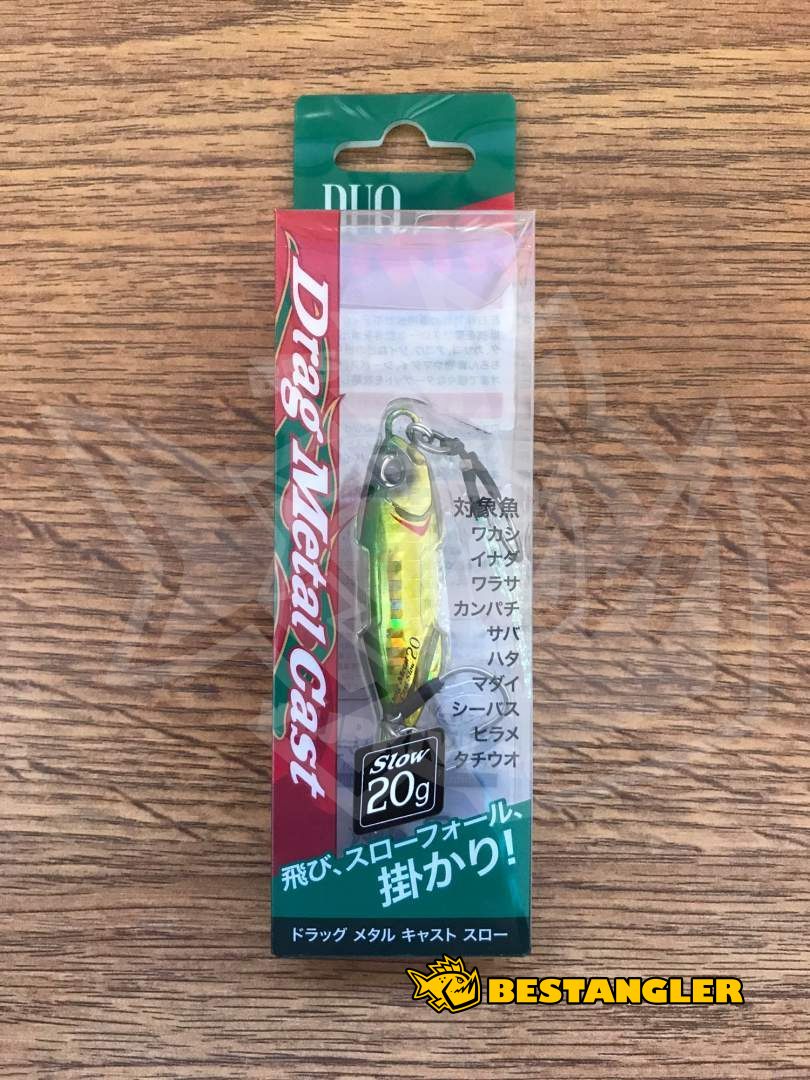 DUO
Drag Metal Cast
対象魚
ワカシ
イナダ
ワラサ
カンパチ
サバ
ハタ
マダイ
シーバス
ヒラメ
タチウオ
Slow
20g
飛び、スローフォール、
掛かり!
ドラッグ メタル キャスト スロー
BESTANGLER